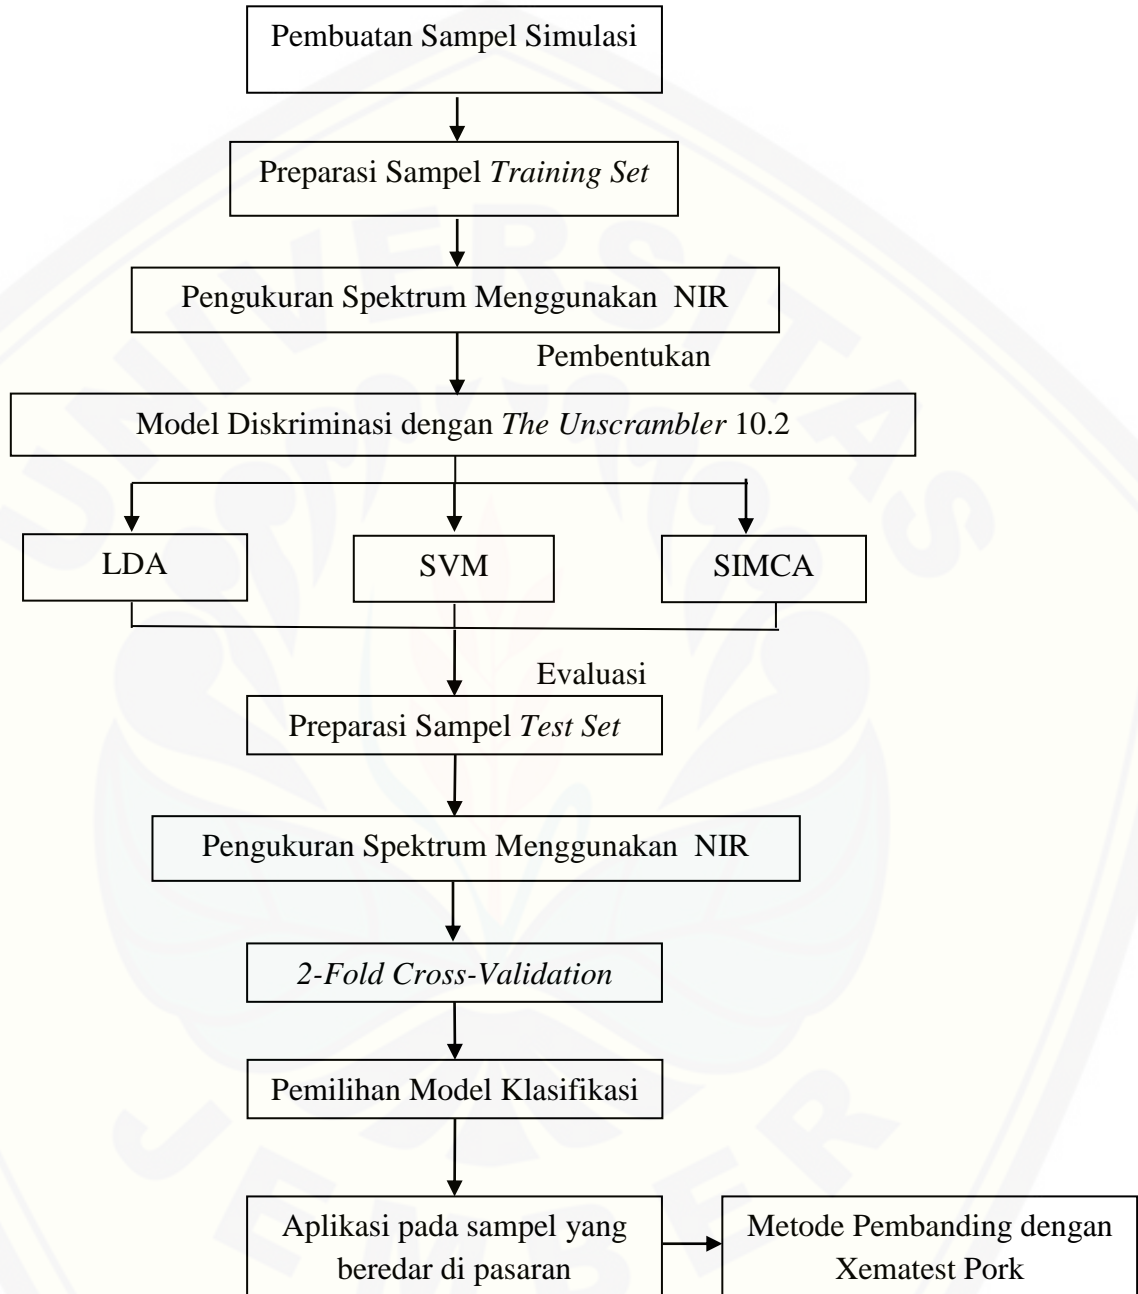 Pembuatan Sampel Simulasi
Preparasi Sampel Training Set
Pengukuran Spektrum Menggunakan NIR
Pembentukan
Model Diskriminasi dengan The Unscrambler 10.2
LDA
SVM
SIMCA
Evaluasi
Preparasi Sampel Test Set
Pengukuran Spektrum Menggunakan NIR
2-Fold Cross-Validation
Pemilihan Model Klasifikasi
Aplikasi pada sampel yang
beredar di pasaran
Metode Pembanding dengan
Xematest Pork
UNIVERSITAS
JEMBER